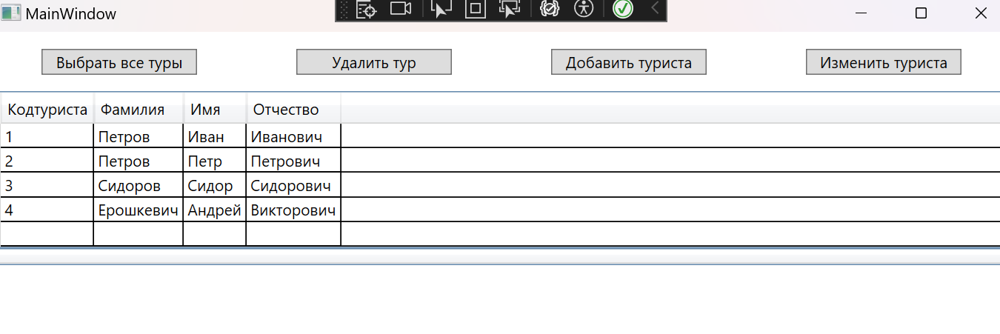 MainWindow
Выбрать все туры Удалить тур Добавить туриста Изменить туриста
Кодтуриста Фамилия Имя Отчество
1 Петров Иван Иванович
2 Петров Петр Петрович
3 Сидоров Сидор Сидорович
4 Ерошкевич Андрей Викторович